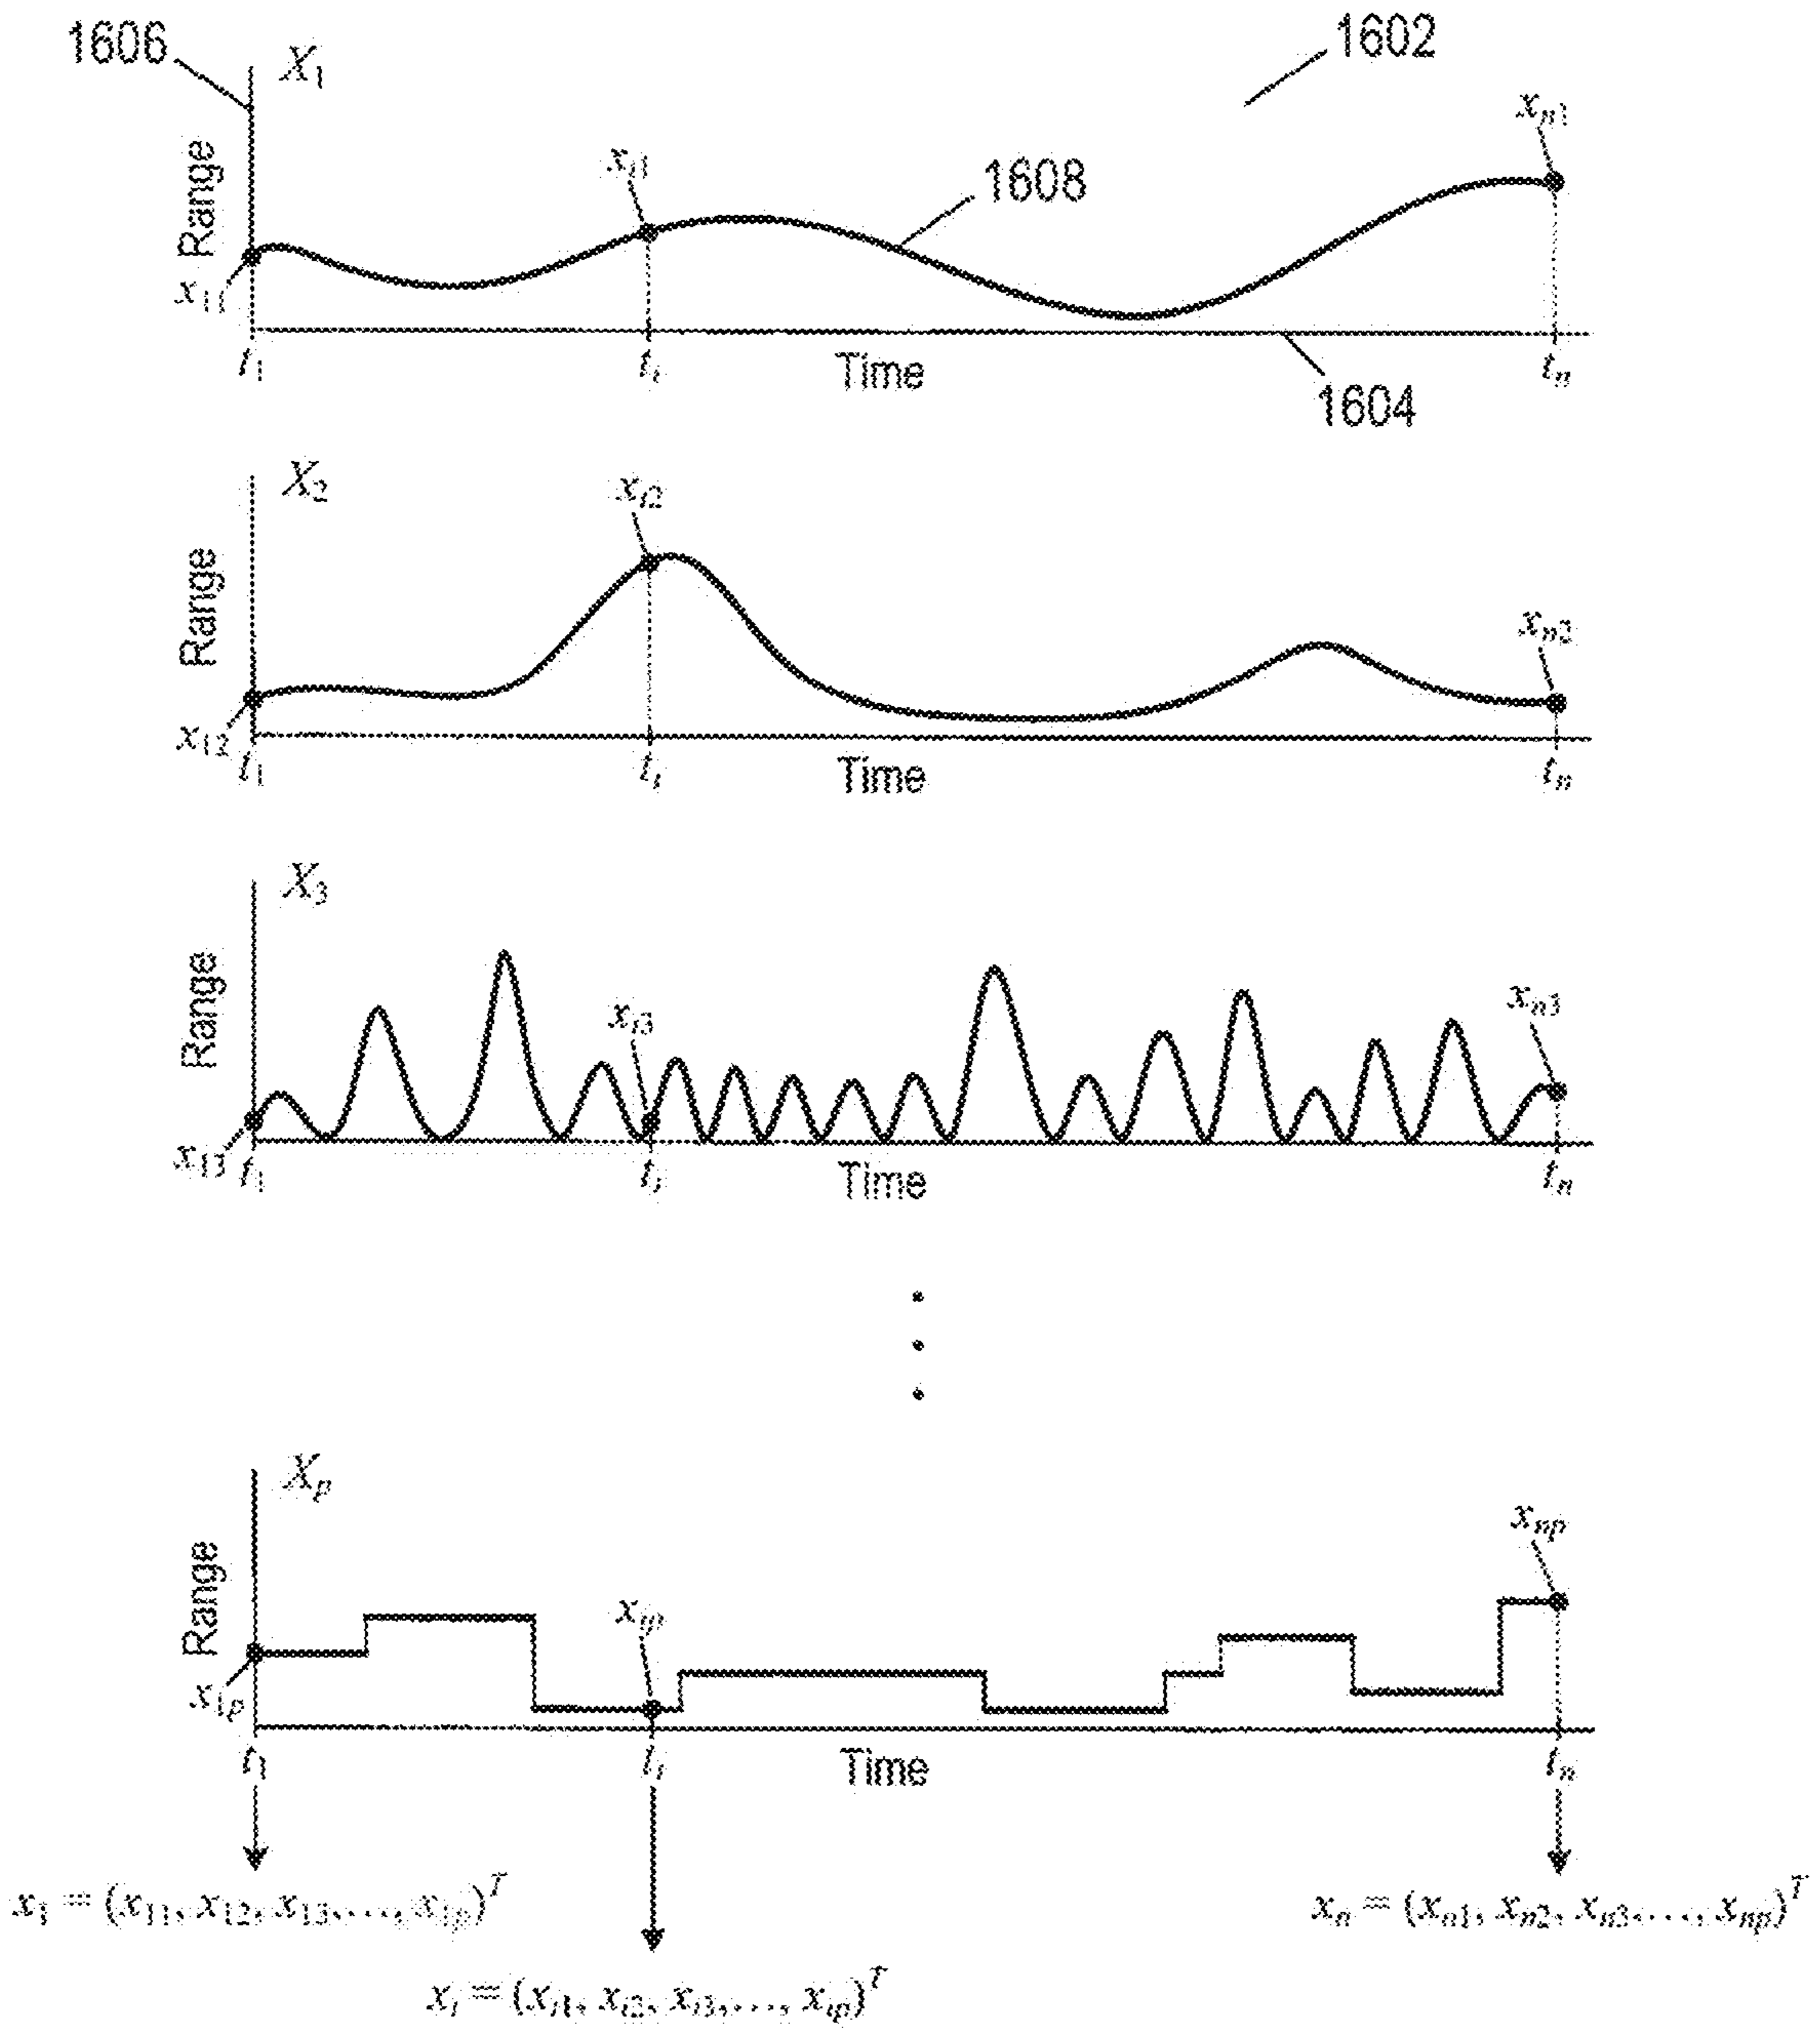 1606
X₁
1602
xₙ₁
xᵢ₁
1608
Range
x₁₁
t₁
tᵢ
Time
tₙ
1604
X₂
xᵢ₂
Range
xₙ₂
x₁₂
t₁
tᵢ
Time
tₙ
X₃
Range
xᵢ₃
xₙ₃
x₁₃
t₁
tᵢ
Time
tₙ
Xₚ
Range
xₙₚ
xᵢₚ
x₁ₚ
t₁
tᵢ
Time
tₙ
x₁ = (x₁₁, x₁₂, x₁₃, . . . , x₁ₚ)ᵀ
xₙ = (xₙ₁, xₙ₂, xₙ₃, . . . , xₙₚ)ᵀ
xᵢ = (xᵢ₁, xᵢ₂, xᵢ₃, . . . , xᵢₚ)ᵀ